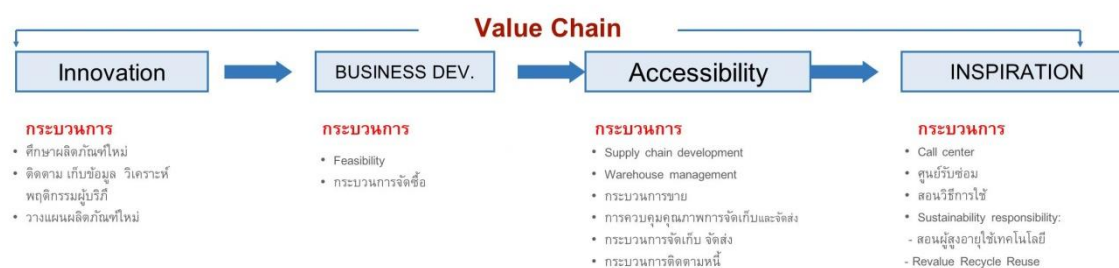 Value Chain
Innovation
BUSINESS DEV.
Accessibility
INSPIRATION
กระบวนการ
• ศึกษาผลิตภัณฑ์ใหม่
• ติดตาม เก็บข้อมูล วิเคราะห์
พฤติกรรมผู้บริภี
• วางแผนผลิตภัณฑ์ใหม่
กระบวนการ
• Feasibility
• กระบวนการจัดซื้อ
กระบวนการ
• Supply chain development
• Warehouse management
• กระบวนการขาย
• การควบคุมคุณภาพการจัดเก็บและจัดส่ง
• กระบวนการจัดเก็บ จัดส่ง
• กระบวนการติดตามหนี้
กระบวนการ
• Call center
• ศูนย์รับซ่อม
• สอนวิธีการใช้
• Sustainability responsibility:
- สอนผู้สูงอายุใช้เทคโนโลยี
- Revalue Recycle Reuse